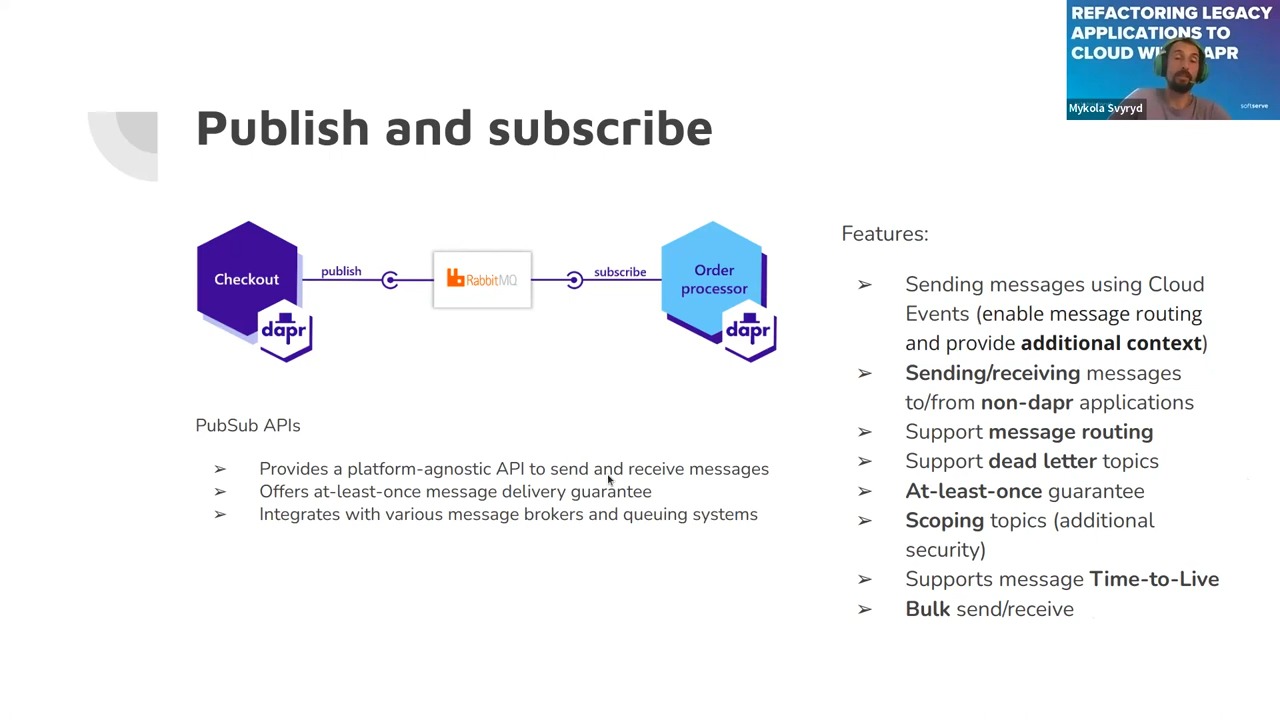 REFACTORING LEGACY
APPLICATIONS TO
CLOUD WI APR
Mykola Svyryd
softserve
Publish and subscribe
Checkout
dapr
publish
RabbitMQ
subscribe
Order
processor
dapr
PubSub APIs
➢ Provides a platform-agnostic API to send and receive messages
➢ Offers at-least-once message delivery guarantee
➢ Integrates with various message brokers and queuing systems
Features:
➢ Sending messages using Cloud
Events (enable message routing
and provide additional context)
➢ Sending/receiving messages
to/from non-dapr applications
➢ Support message routing
➢ Support dead letter topics
➢ At-least-once guarantee
➢ Scoping topics (additional
security)
➢ Supports message Time-to-Live
➢ Bulk send/receive